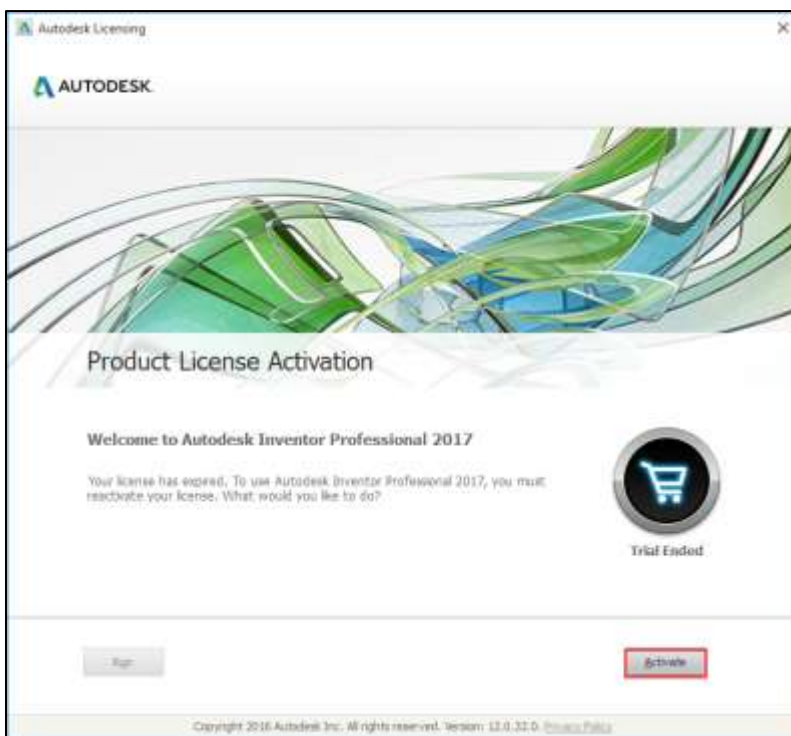 Autodesk Licensing
AUTODESK.
Product License Activation
Welcome to Autodesk Inventor Professional 2017
Your license has expired. To use Autodesk Inventor Professional 2017, you must
reactivate your license. What would you like to do?
Trial Ended
Run
Activate
Copyright 2016 Autodesk Inc. All rights reserved. Version: 12.0.32.0. Privacy Policy